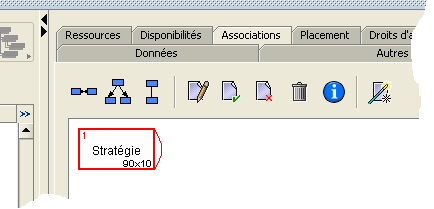 Ressources Disponibilités Associations Placement Droits d'a
Données Autres
1
Stratégie
90x10